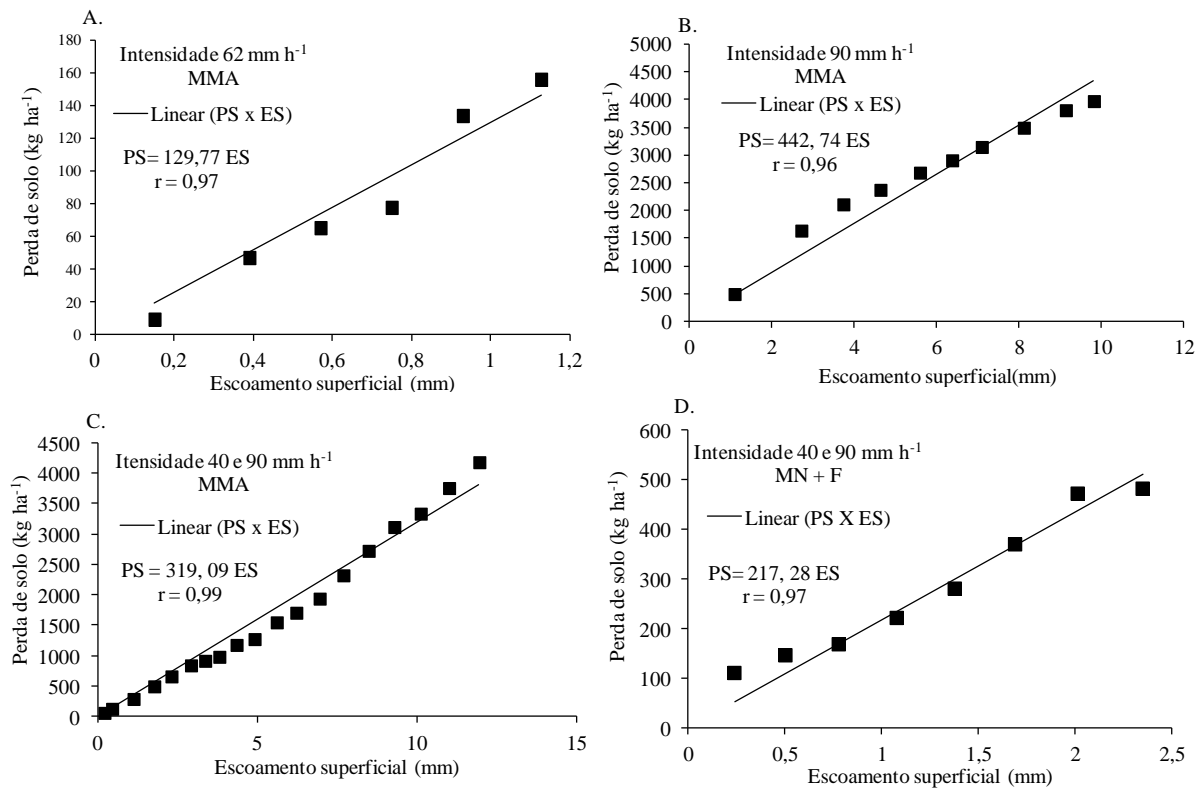 A.
Intensidade 62 mm h-1
MMA
Linear (PS x ES)
PS= 129,77 ES
r = 0,97
Perda de solo (kg ha-1)
180
160
140
120
100
80
60
40
20
0
0 0,2 0,4 0,6 0,8 1 1,2
Escoamento superficial (mm)
B.
Intensidade 90 mm h-1
MMA
Linear (PS x ES)
PS= 442, 74 ES
r = 0,96
Perda de solo (kg ha-1)
5000
4500
4000
3500
3000
2500
2000
1500
1000
500
0
0 2 4 6 8 10 12
Escoamento superficial(mm)
C.
Itensidade 40 e 90 mm h-1
MMA
Linear (PS x ES)
PS = 319, 09 ES
r = 0,99
Perda de solo (kg ha-1)
4500
4000
3500
3000
2500
2000
1500
1000
500
0
0 5 10 15
Escoamento superficial (mm)
D.
Intensidade 40 e 90 mm h-1
MN + F
Linear (PS X ES)
PS= 217, 28 ES
r = 0,97
Perda de solo (kg ha-1)
600
500
400
300
200
100
0
0 0,5 1 1,5 2 2,5
Escoamento superficial (mm)